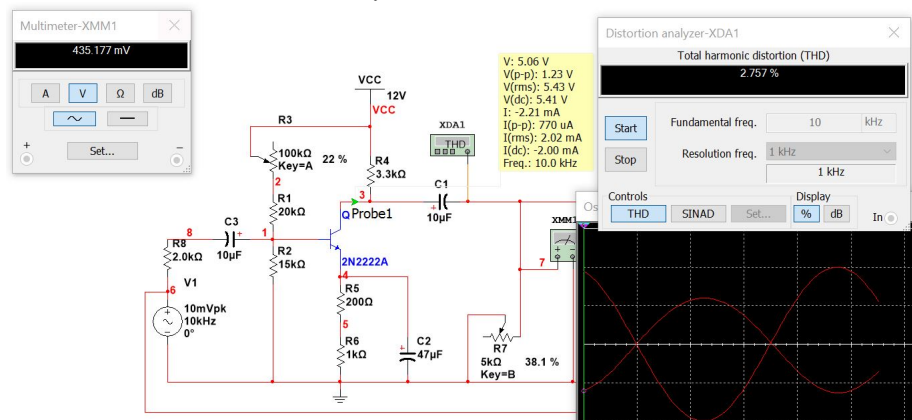 Multimeter-XMM1
435.177 mV
A
V
Ω
dB
+
Set...
-
VCC
12V
VCC
R3
100kΩ
22 %
Key=A
2
R4
3.3kΩ
3
Probe1
C1
10µF
XDA1
THD
V: 5.06 V
V(p-p): 1.23 V
V(rms): 5.43 V
V(dc): 5.41 V
I: -2.21 mA
I(p-p): 770 uA
I(rms): 2.02 mA
I(dc): -2.00 mA
Freq.: 10.0 kHz
R1
20kΩ
Q
2N2222A
8
C3
10µF
1
R8
2.0kΩ
R2
15kΩ
4
V1
6
10mVpk
10kHz
0°
R5
200Ω
5
R6
1kΩ
C2
47µF
R7
5kΩ
38.1 %
Key=B
XMM1
7
Distortion analyzer-XDA1
Total harmonic distortion (THD)
2.757 %
Start
Stop
Fundamental freq.
10
kHz
Resolution freq.
1 kHz
1 kHz
Controls
THD
SINAD
Set...
Display
%
dB
In
Os